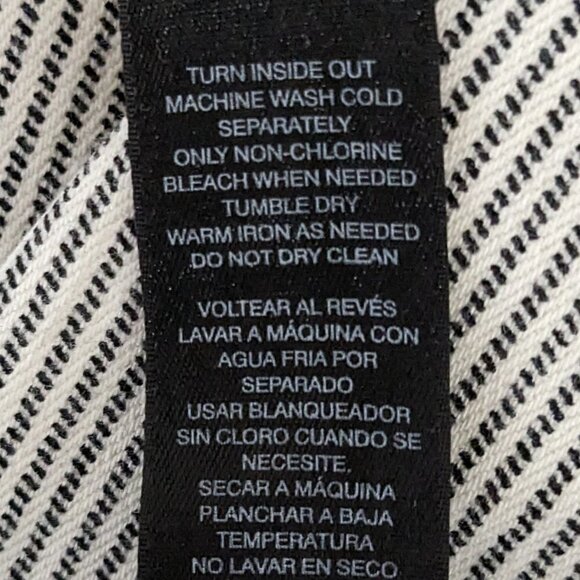 TURN INSIDE OUT
MACHINE WASH COLD
SEPARATELY
ONLY NON-CHLORINE
BLEACH WHEN NEEDED
TUMBLE DRY
WARM IRON AS NEEDED
DO NOT DRY CLEAN
VOLTEAR AL REVÉS
LAVAR A MÁQUINA CON
AGUA FRIA POR
SEPARADO
USAR BLANQUEADOR
SIN CLORO CUANDO SE
NECESITE.
SECAR A MÁQUINA
PLANCHAR A BAJA
TEMPERATURA
NO LAVAR EN SECO